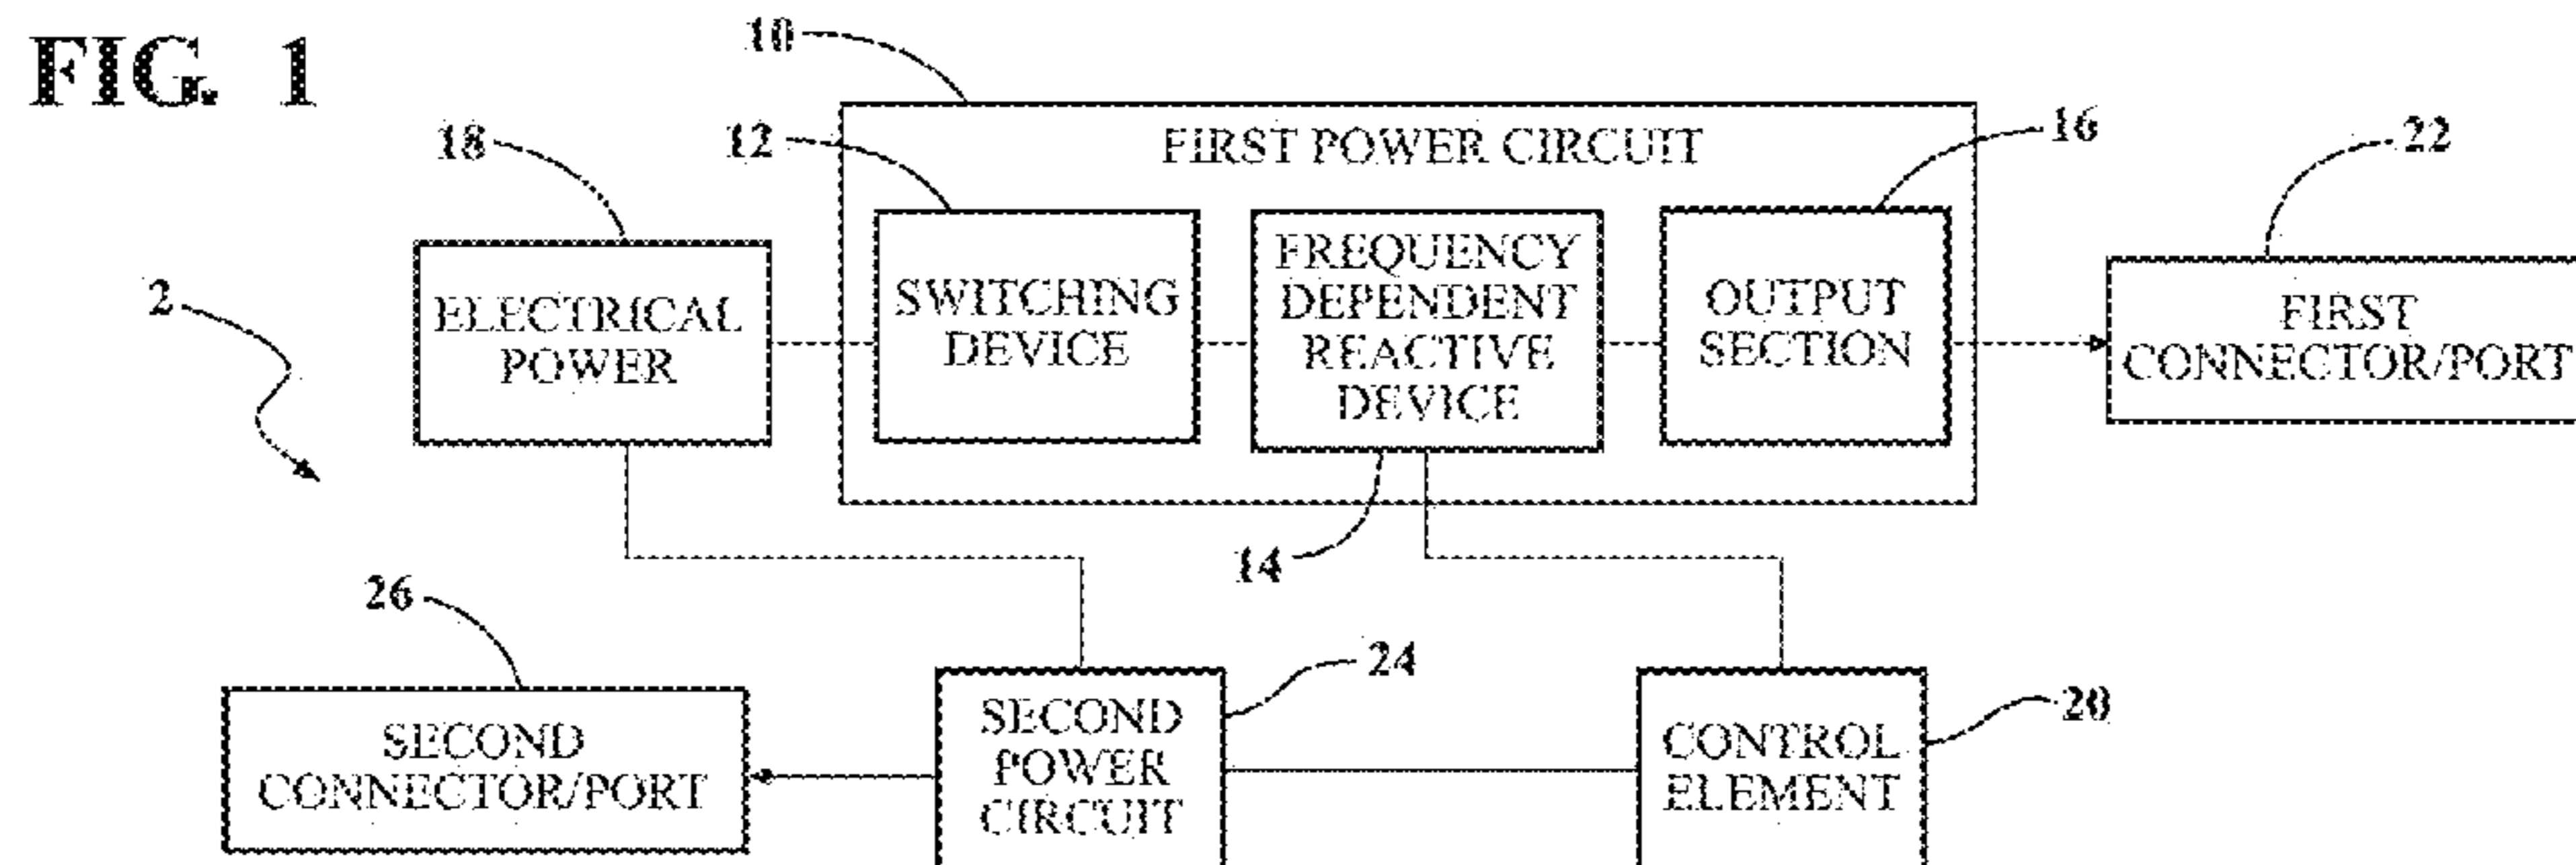 FIG. 1
10
18
12
FIRST POWER CIRCUIT
16
22
2
ELECTRICAL
POWER
SWITCHING
DEVICE
FREQUENCY
DEPENDENT
REACTIVE
DEVICE
OUTPUT
SECTION
FIRST
CONNECTOR/PORT
14
26
24
20
SECOND
CONNECTOR/PORT
SECOND
POWER
CIRCUIT
CONTROL
ELEMENT